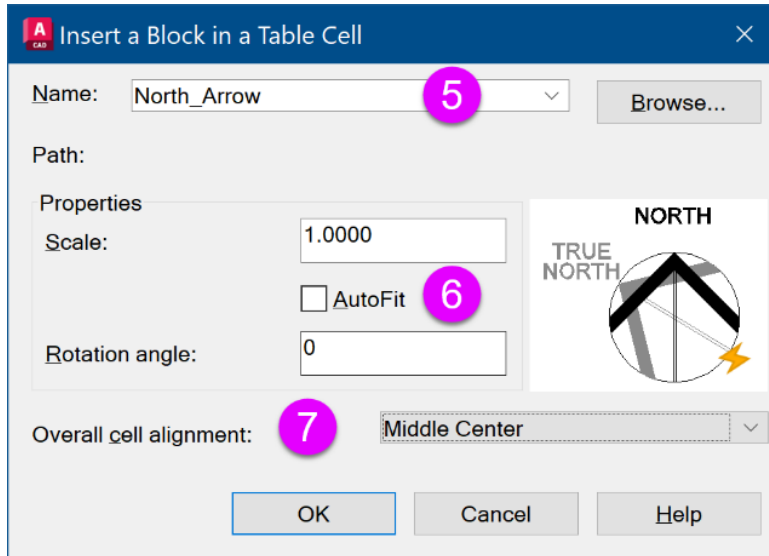 A
CAD
Insert a Block in a Table Cell
Name:
North_Arrow
5
Browse...
Path:
Properties
Scale:
1.0000
AutoFit
6
Rotation angle:
0
NORTH
TRUE
NORTH
Overall cell alignment:
7
Middle Center
OK
Cancel
Help